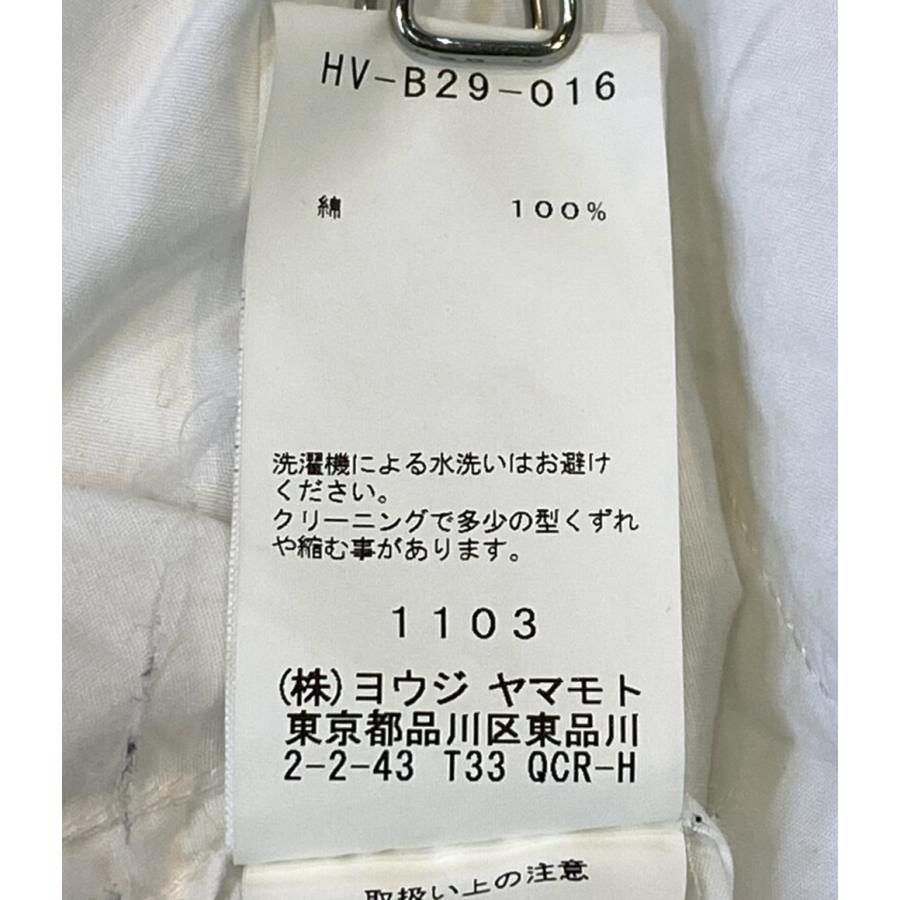 HV-B29-016
綿 100%
洗濯機による水洗いはお避け
ください。
クリーニングで多少の型くずれ
や縮む事があります。
1103
(株)ヨウジ ヤマモト
東京都品川区東品川
2-2-43 T33 QCR-H
取扱い上の注意